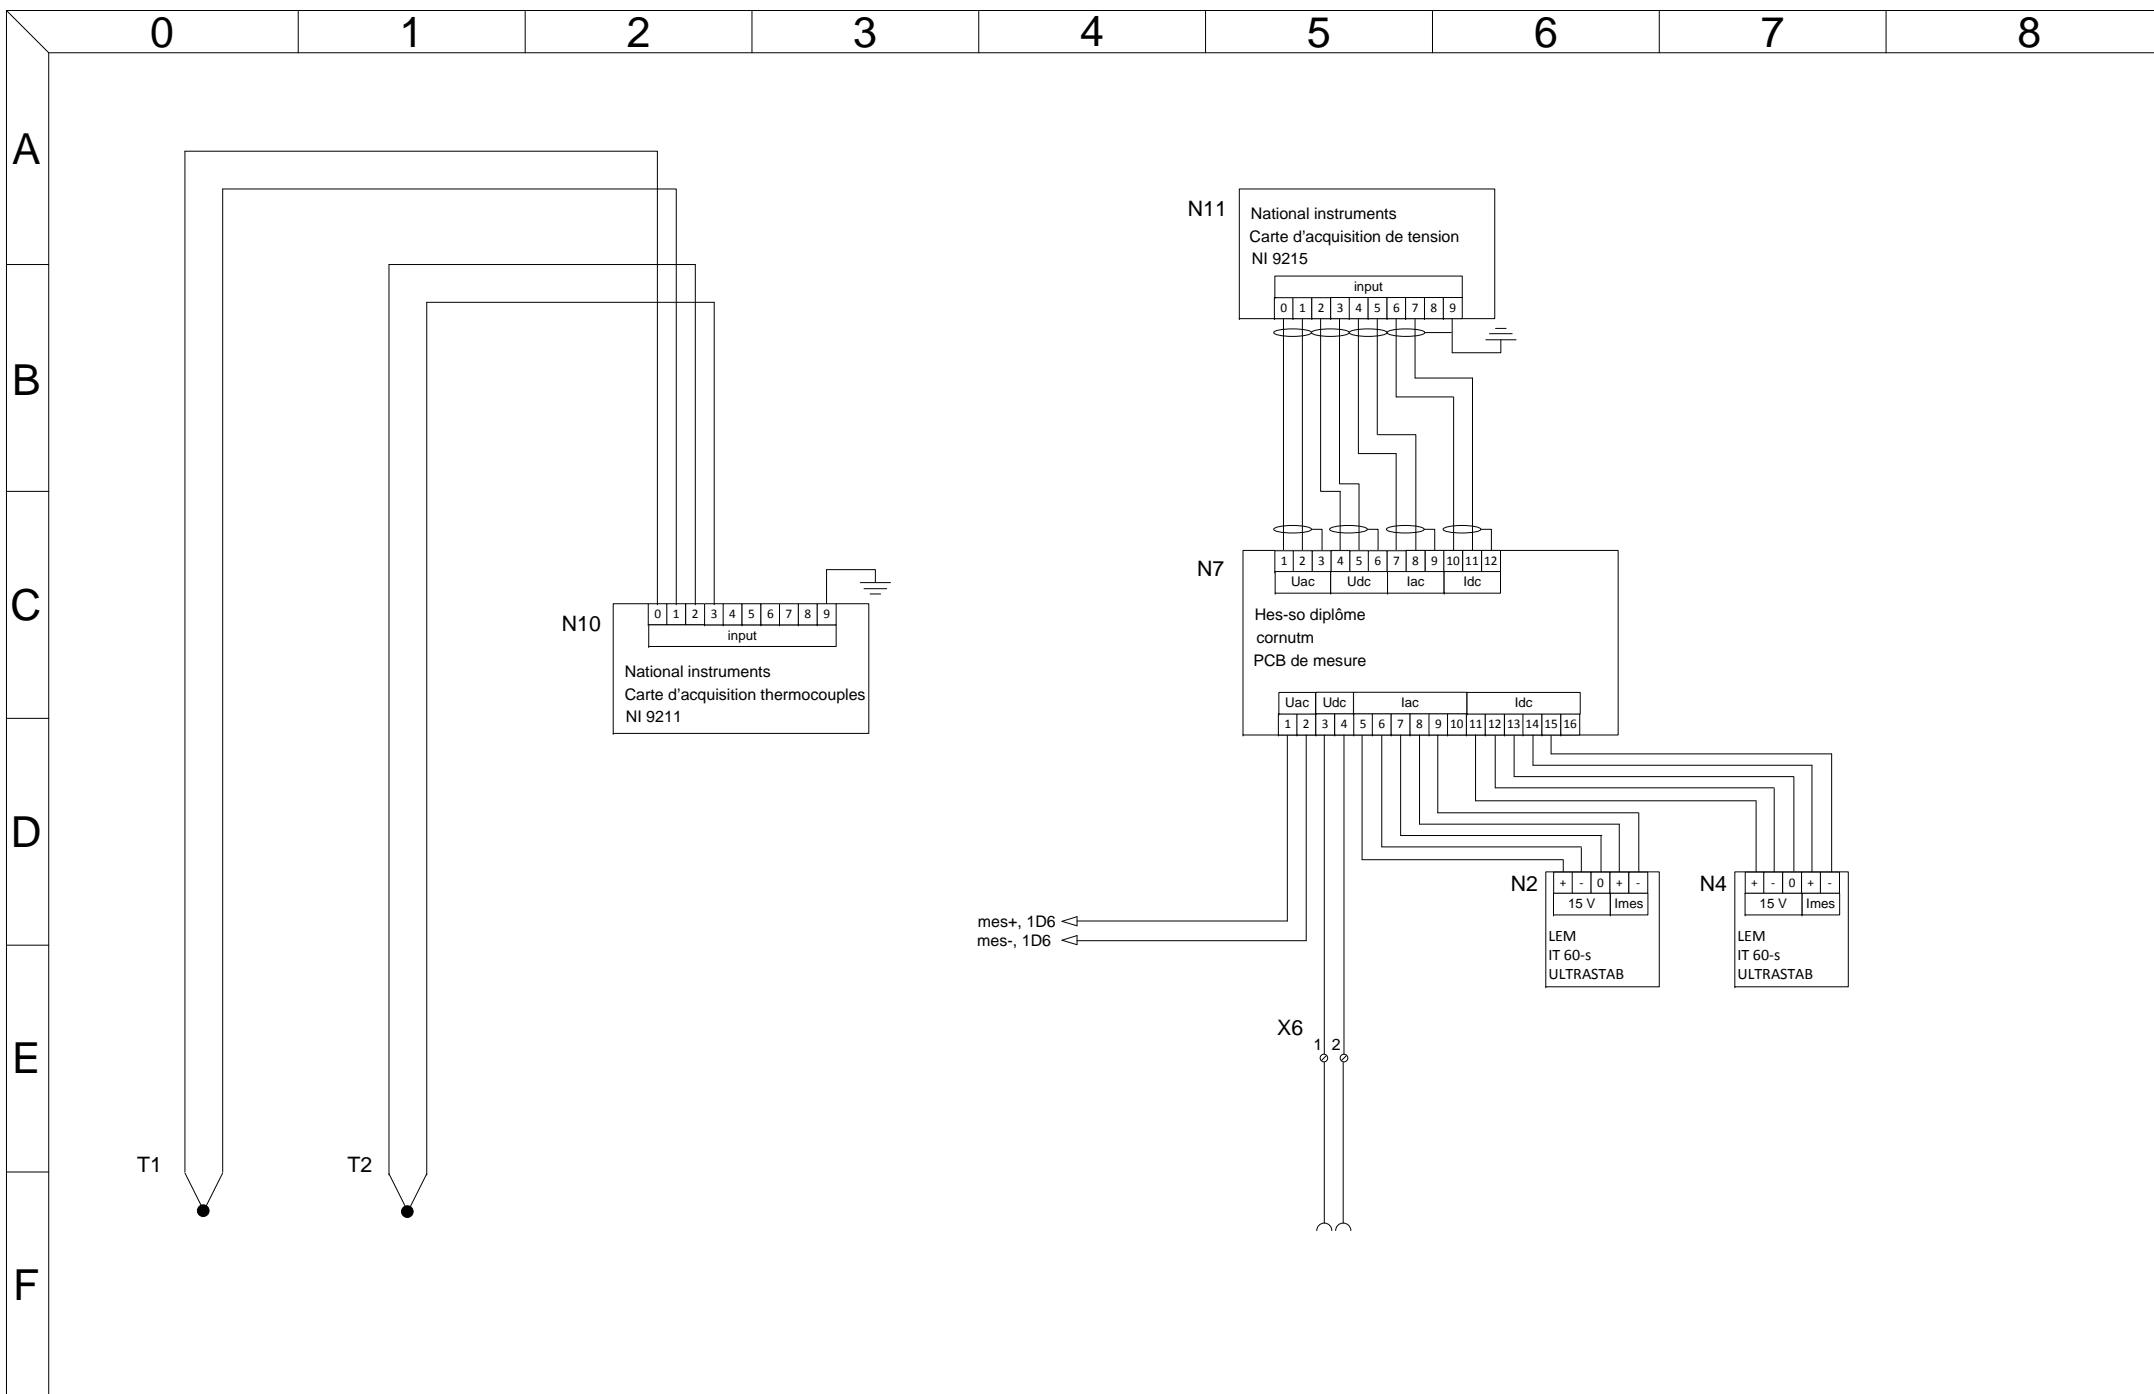 0 1 2 3 4 5 6 7 8
A
N11
National instruments
Carte d'acquisition de tension
NI 9215
input
0 1 2 3 4 5 6 7 8 9
B
C
N7
1 2 3 4 5 6 7 8 9 10 11 12
Uac Udc Iac Idc
Hes-so diplôme
cornutm
PCB de mesure
Uac Udc Iac Idc
1 2 3 4 5 6 7 8 9 10 11 12 13 14 15 16
N10
0 1 2 3 4 5 6 7 8 9
input
National instruments
Carte d'acquisition thermocouples
NI 9211
D
N2
+ - 0 + -
15 V Imes
LEM
IT 60-s
ULTRASTAB
N4
+ - 0 + -
15 V Imes
LEM
IT 60-s
ULTRASTAB
mes+, 1D6
mes-, 1D6
E
X6
1 2
T1
T2
F